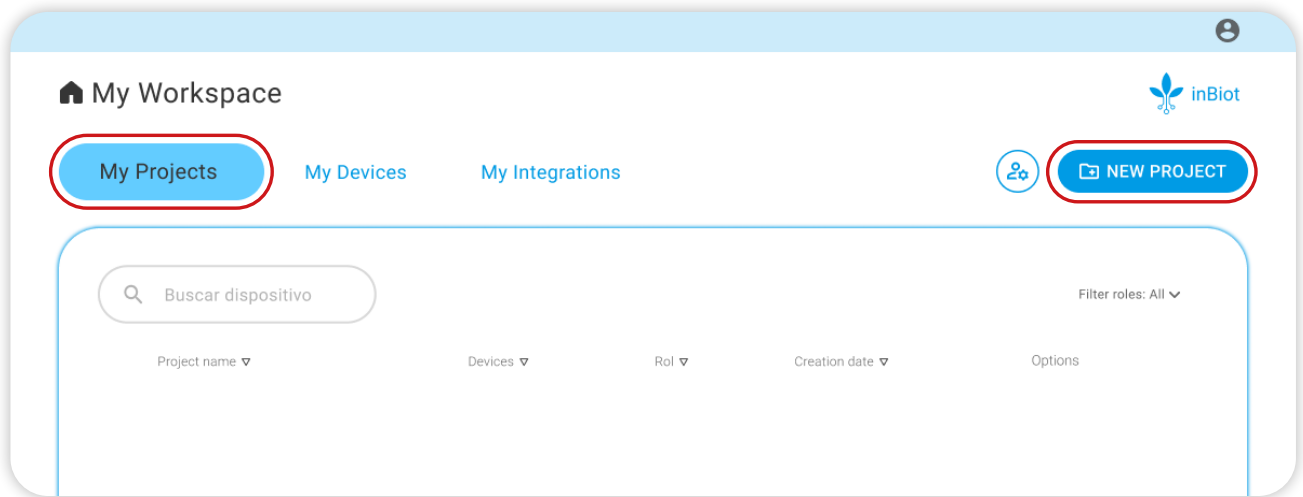 My Workspace
inBiot
My Projects My Devices My Integrations NEW PROJECT
Buscar dispositivo
Filter roles: All
Project name Devices Rol Creation date Options